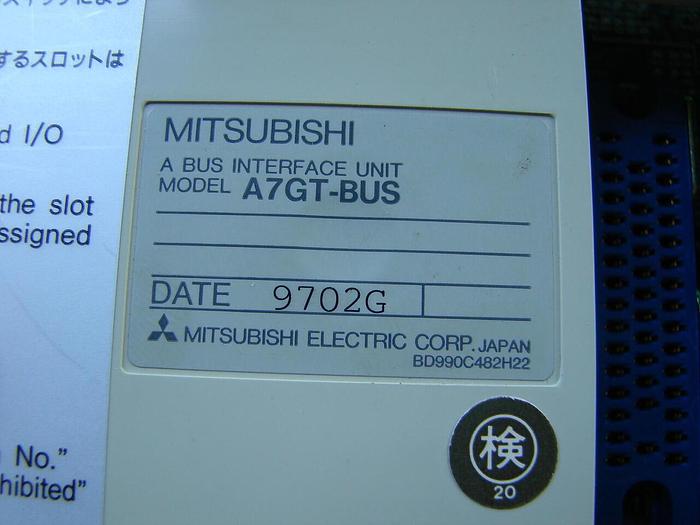 するスロットは
d I/O
the slot
ssigned
No."
hibited"
MITSUBISHI
A BUS INTERFACE UNIT
MODEL A7GT-BUS
DATE 9702G
MITSUBISHI ELECTRIC CORP. JAPAN
BD990C482H22
検
20